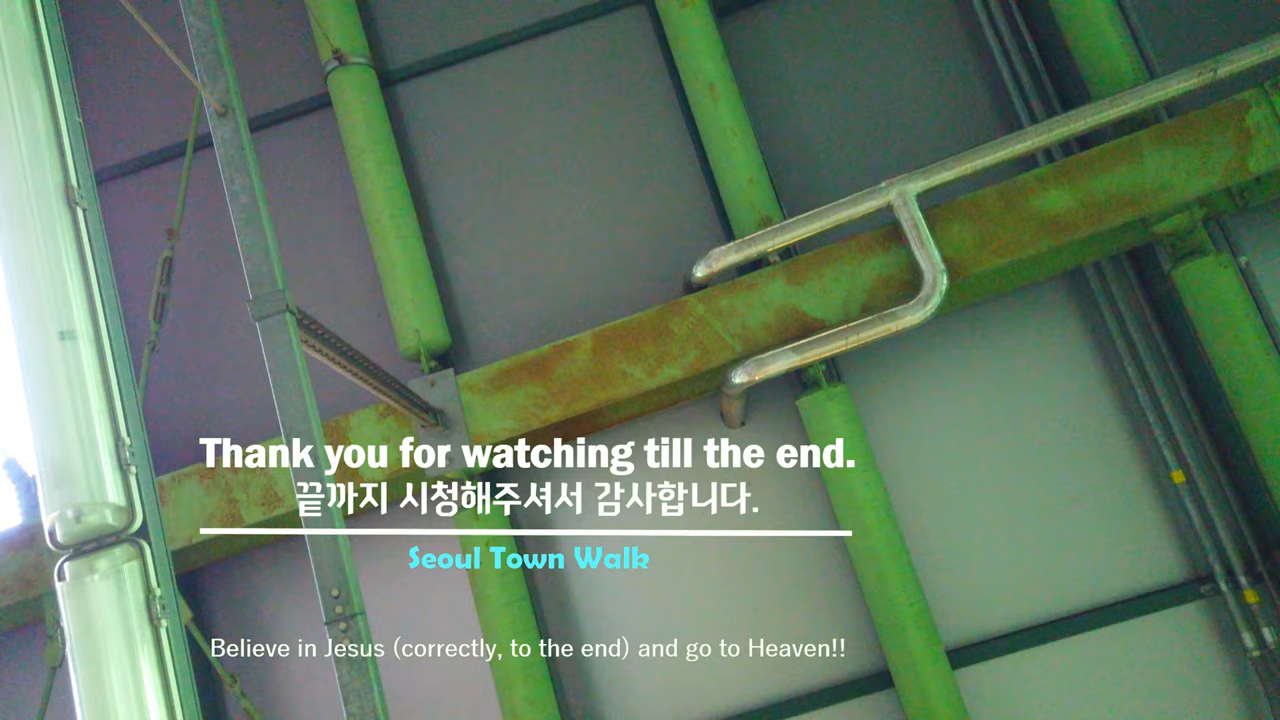 Thank you for watching till the end.
끝까지 시청해주셔서 감사합니다.
Seoul Town Walk
Believe in Jesus (correctly, to the end) and go to Heaven!!